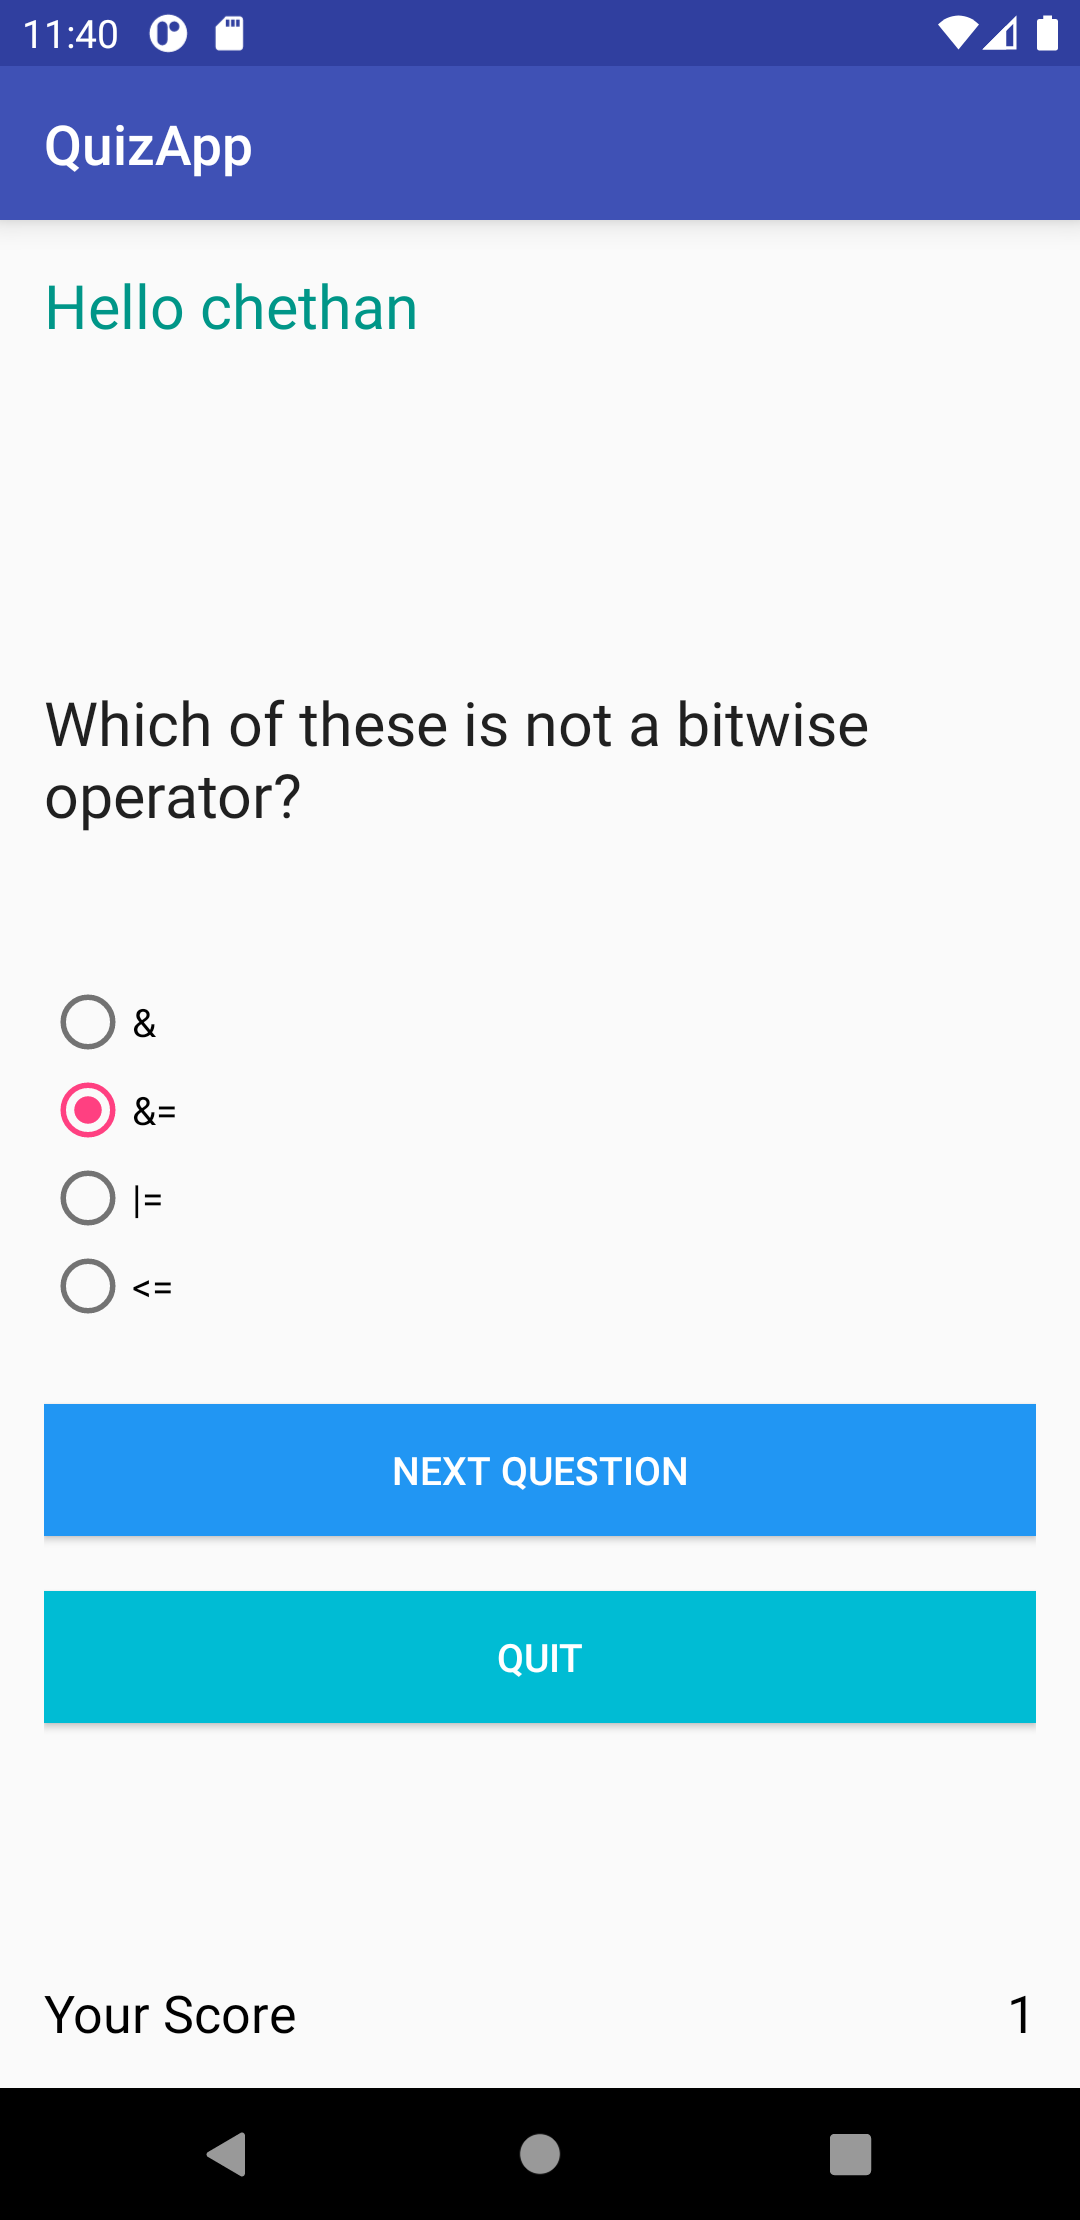 11:40
QuizApp
Hello chethan
Which of these is not a bitwise
operator?
&
&=
|=
<=
NEXT QUESTION
QUIT
Your Score 1